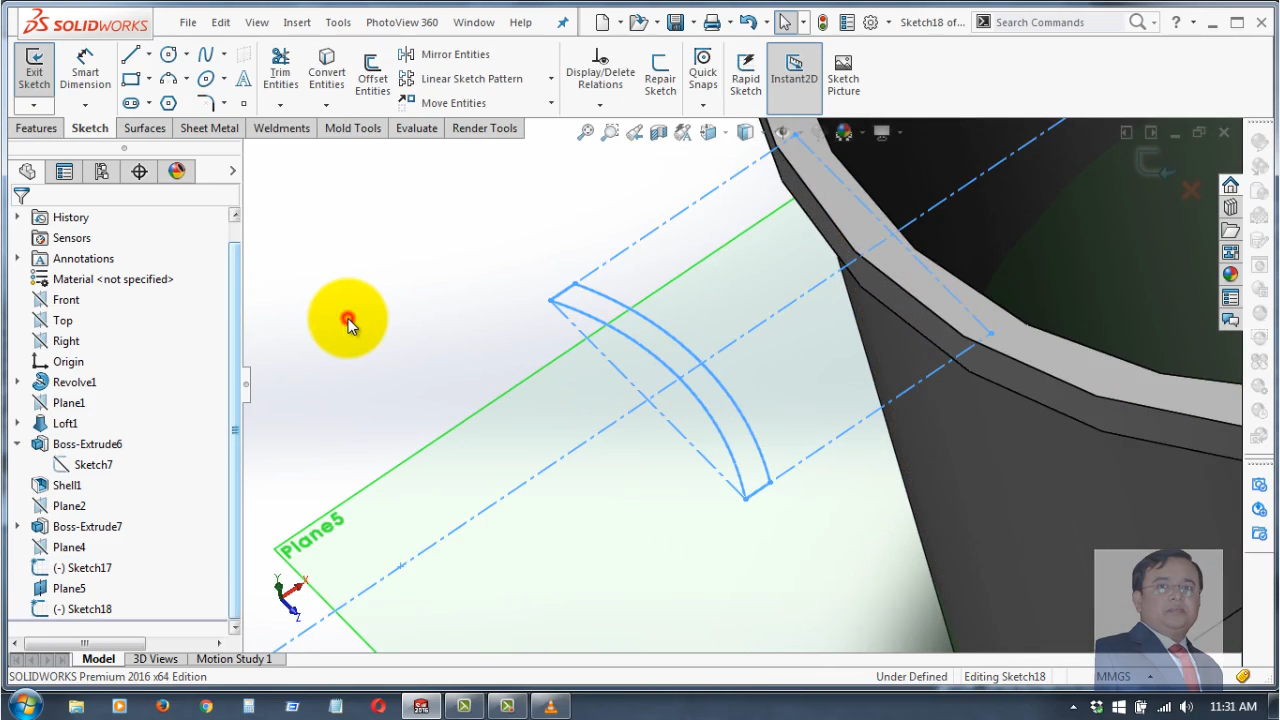 SOLIDWORKS
File
Edit
View
Insert
Tools
PhotoView 360
Window
Help
Sketch18 of...
Search Commands
Exit Sketch
Smart Dimension
Trim Entities
Convert Entities
Offset Entities
Mirror Entities
Linear Sketch Pattern
Move Entities
Display/Delete Relations
Repair Sketch
Quick Snaps
Rapid Sketch
Instant2D
Sketch Picture
Features
Sketch
Surfaces
Sheet Metal
Weldments
Mold Tools
Evaluate
Render Tools
History
Sensors
Annotations
Material <not specified>
Front
Top
Right
Origin
Revolve1
Plane1
Loft1
Boss-Extrude6
Sketch7
Shell1
Plane2
Boss-Extrude7
Plane4
(-) Sketch17
Plane5
(-) Sketch18
Plane5
Y
X
Z
Model
3D Views
Motion Study 1
SOLIDWORKS Premium 2016 x64 Edition
Under Defined
Editing Sketch18
MMGS
11:31 AM